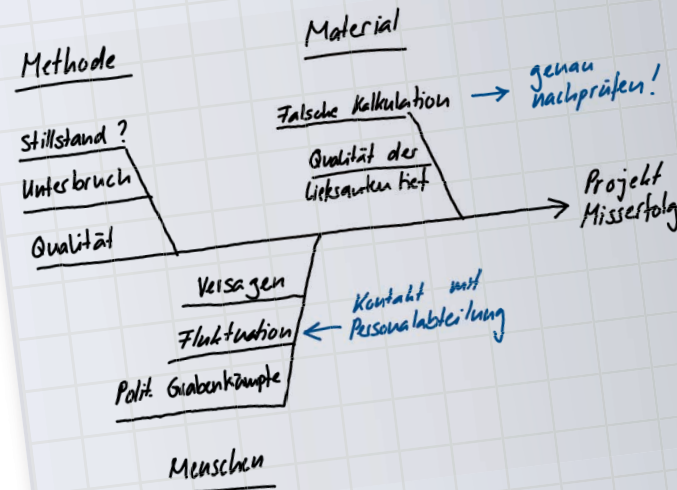 Methode
Stillstand ?
Unterbruch
Qualität
Material
Falsche Kalkulation
→ genau
nachprüfen!
Qualität der
tief
Projekt
Misserfolg
Versagen
Fluktuation
Polit. Grabenkämpfe
← Kontakt mit
Personalabteilung
Menschen